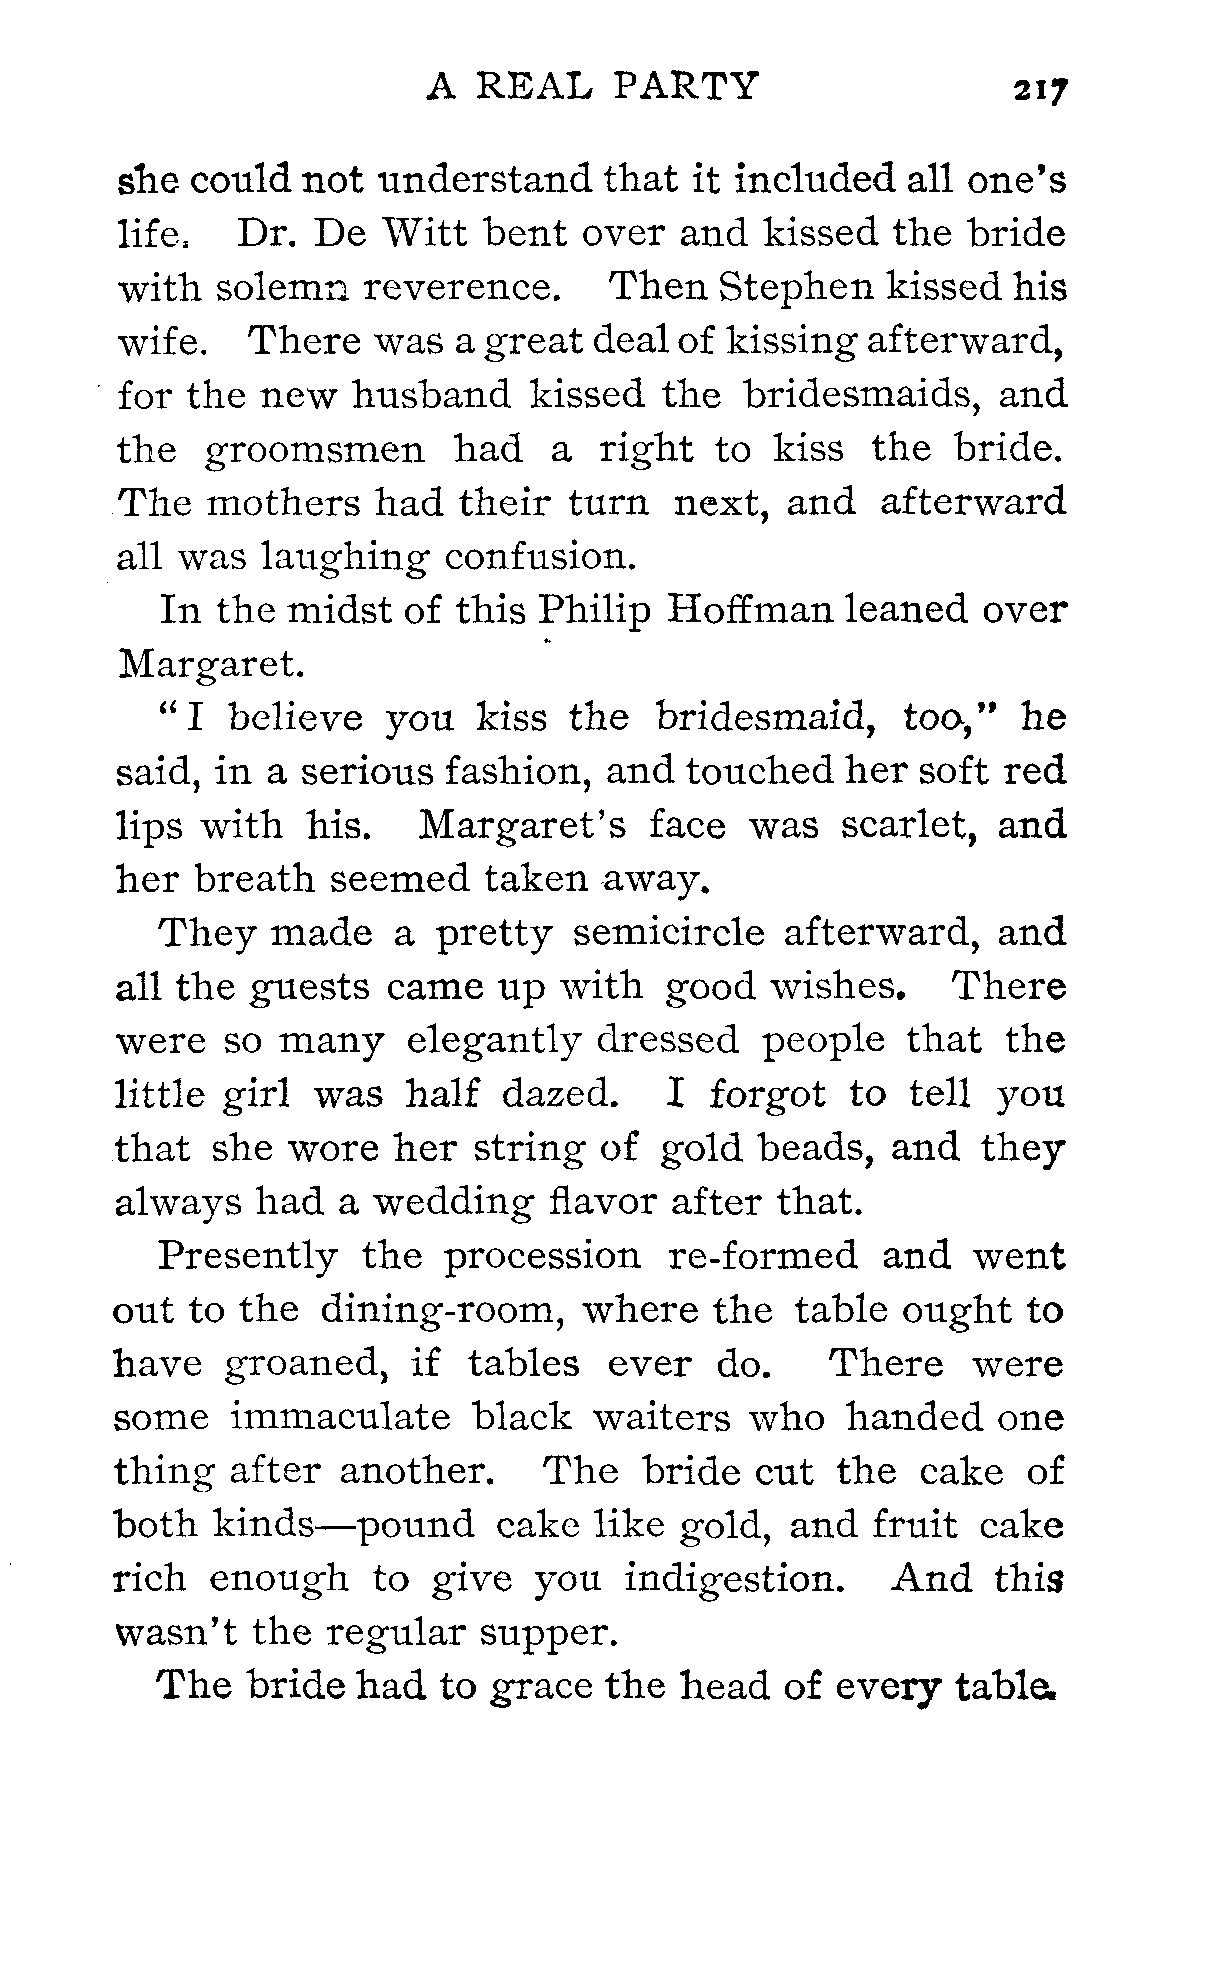 A REAL PARTY 217
she could not understand that it included all one's
life. Dr. De Witt bent over and kissed the bride
with solemn reverence. Then Stephen kissed his
wife. There was a great deal of kissing afterward,
for the new husband kissed the bridesmaids, and
the groomsmen had a right to kiss the bride.
The mothers had their turn next, and afterward
all was laughing confusion.
In the midst of this Philip Hoffman leaned over
Margaret.
"I believe you kiss the bridesmaid, too," he
said, in a serious fashion, and touched her soft red
lips with his. Margaret's face was scarlet, and
her breath seemed taken away.
They made a pretty semicircle afterward, and
all the guests came up with good wishes. There
were so many elegantly dressed people that the
little girl was half dazed. I forgot to tell you
that she wore her string of gold beads, and they
always had a wedding flavor after that.
Presently the procession re-formed and went
out to the dining-room, where the table ought to
have groaned, if tables ever do. There were
some immaculate black waiters who handed one
thing after another. The bride cut the cake of
both kinds—pound cake like gold, and fruit cake
rich enough to give you indigestion. And this
wasn't the regular supper.
The bride had to grace the head of every table.